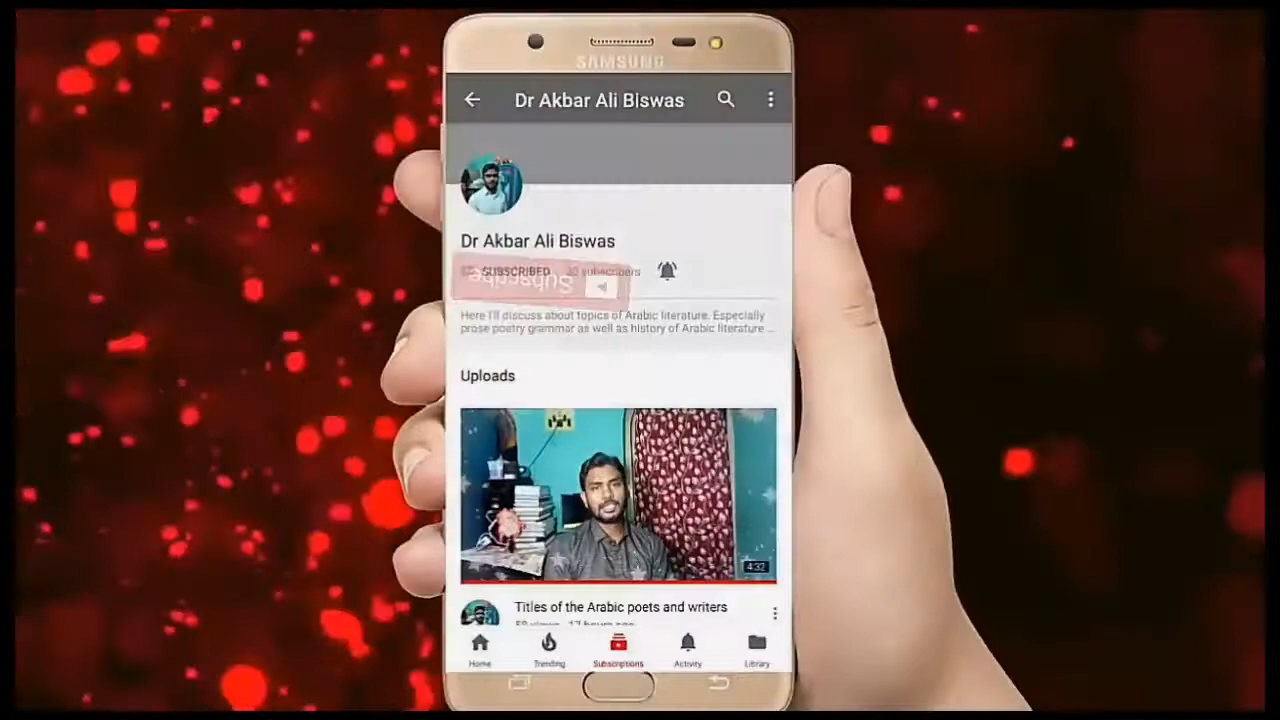 SAMSUNG
Dr Akbar Ali Biswas
Dr Akbar Ali Biswas
SUBSCRIBED subscribers
Subscribe
Here I'll discuss about topics of Arabic literature. Especially
prose poetry grammar as well as history of Arabic literature ...
Uploads
4:32
Titles of the Arabic poets and writers
Home Trending Subscriptions Activity Library